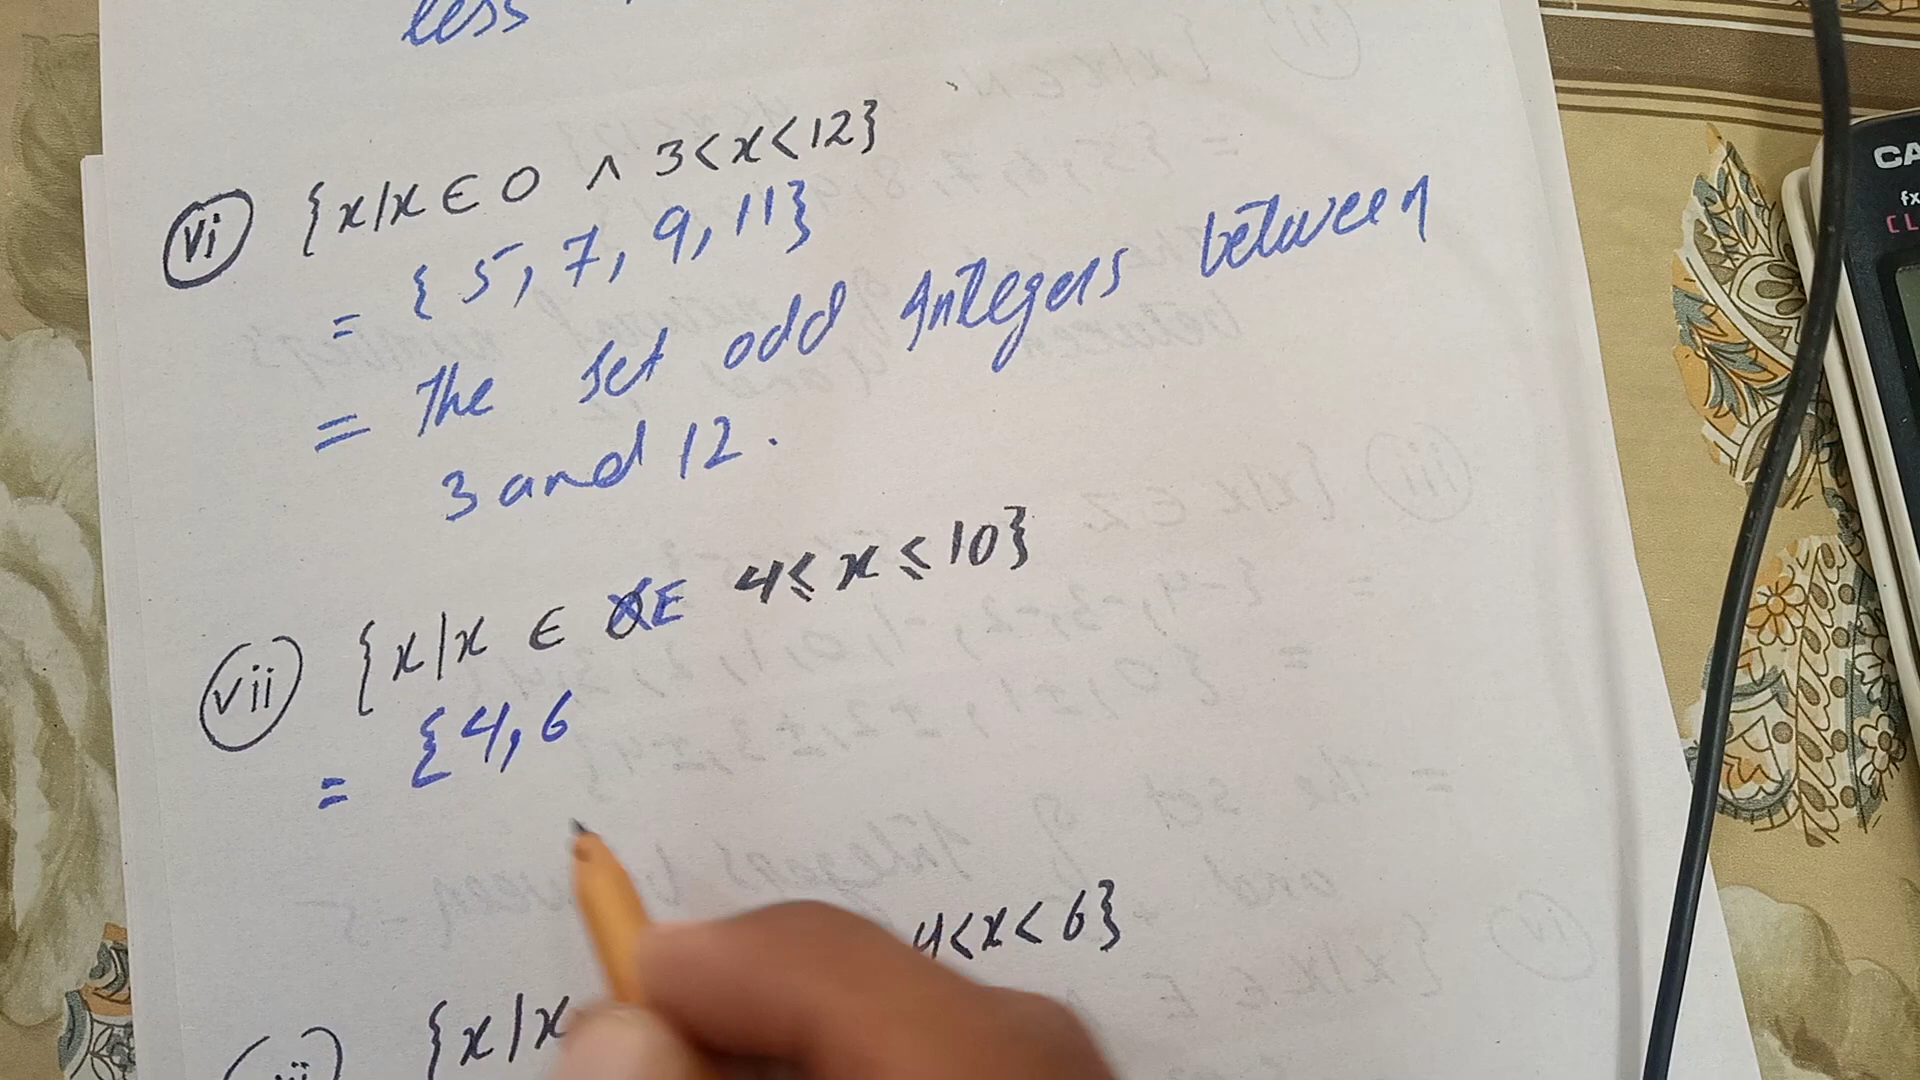 less
vi {x/x ∈ O ∧ 3<x<12}
= {5, 7, 9, 11}
= The set odd Integers between
3 and 12.
vii {x/x ∈ E 4≤x≤10}
= {4, 6
{x/x 4<x<6}
CA
fx
CL